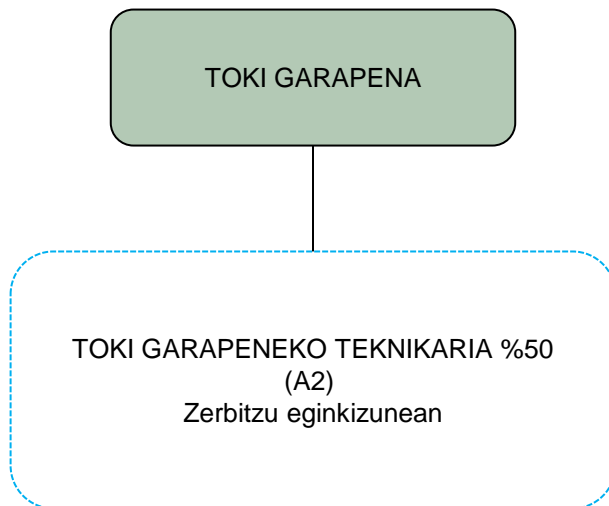 TOKI GARAPENA
TOKI GARAPENEKO TEKNIKARIA %50
(A2)
Zerbitzu eginkizunean